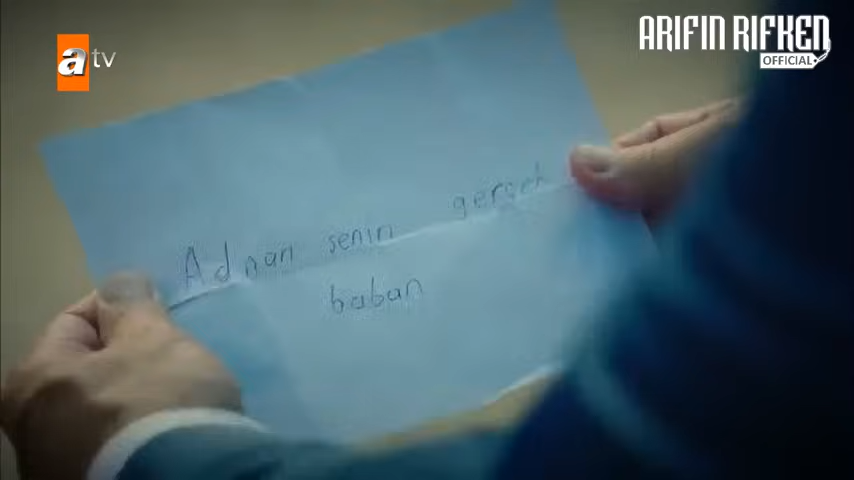 atv
ARIFIN RIFKEN
OFFICIAL
Adnan senin gerçek
baban